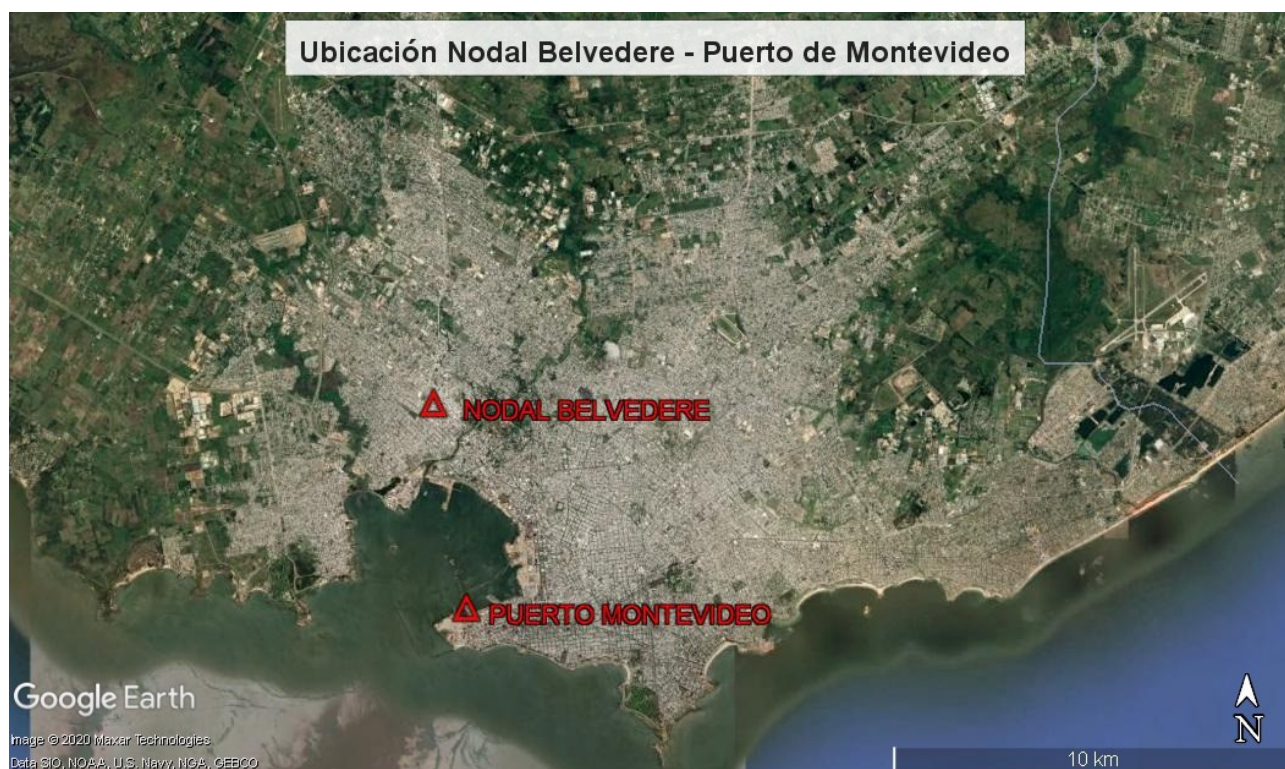 Ubicación Nodal Belvedere - Puerto de Montevideo
NODAL BELVEDERE
PUERTO MONTEVIDEO
Google Earth
Image © 2020 Maxar Technologies
Data SIO, NOAA, U.S. Navy, NGA, GEBCO
N
10 km